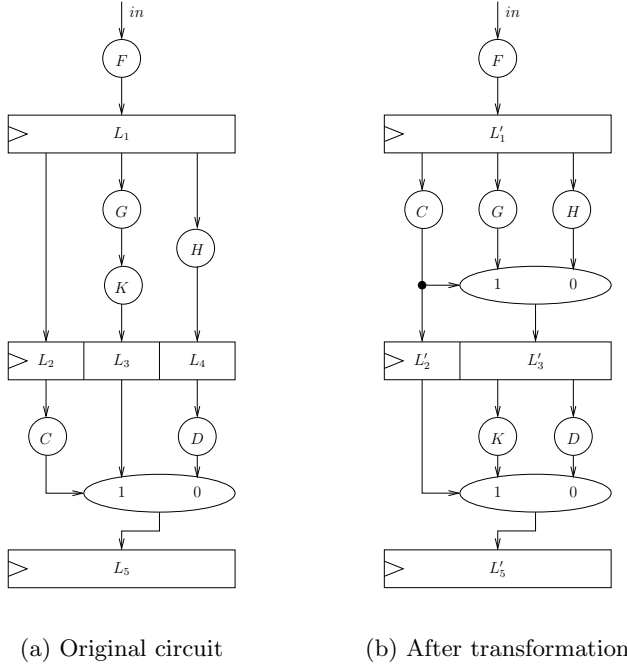 in in
F F
L₁ L′₁
G C G H
H
K 1 0
L₂ L₃ L₄ L′₂ L′₃
C D K D
1 0 1 0
L₅ L′₅
(a) Original circuit (b) After transformation